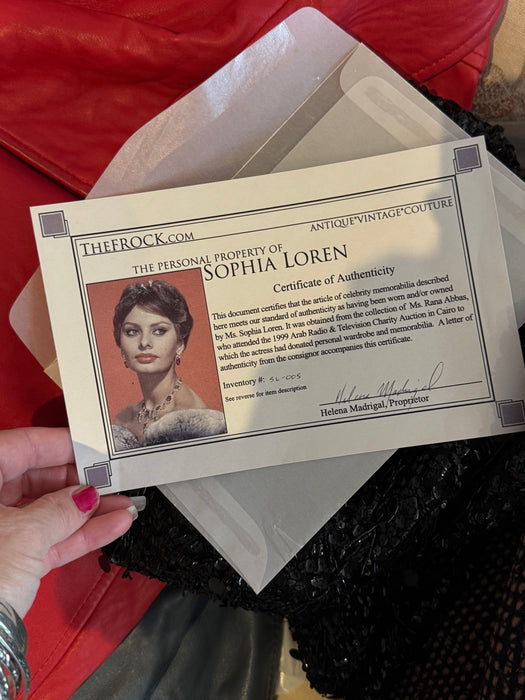 THEFROCK.COM
ANTIQUE*VINTAGE*COUTURE
THE PERSONAL PROPERTY OF
SOPHIA LOREN
Certificate of Authenticity
This document certifies that the article of celebrity memorabilia described
here meets our standard of authenticity as having been worn and/or owned
by Ms. Sophia Loren. It was obtained from the collection of Ms. Rana Abbas,
who attended the 1999 Arab Radio & Television Charity Auction in Cairo to
which the actress had donated personal wardrobe and memorabilia. A letter of
authenticity from the consignor accompanies this certificate.
Inventory #: SL-005
See reverse for item description
Helena Madrigal
Helena Madrigal, Proprietor